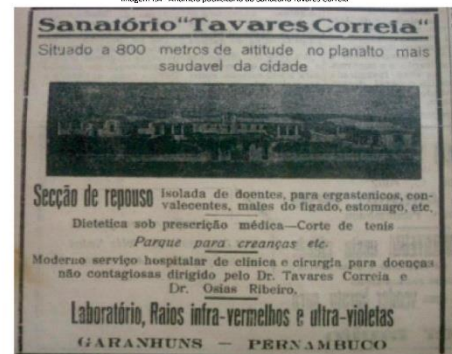 Sanatório "Tavares Correia"
Situado a 800 metros de altitude no planalto mais
saudavel da cidade
Secção de repouso Isolada de doentes, para ergastenicos, con-
valecentes, males do figado, estomago, etc.
Dietetica sob prescrição médica—Corte de tenis
Parque para creanças etc.
Moderno serviço hospitalar de clinica e cirurgia para doenças
não contagiosas dirigido pelo Dr. Tavares Correia e
Dr. Osias Ribeiro.
Laboratório, Raios infra-vermelhos e ultra-violetas
GARANHUNS — PERNAMBUCO